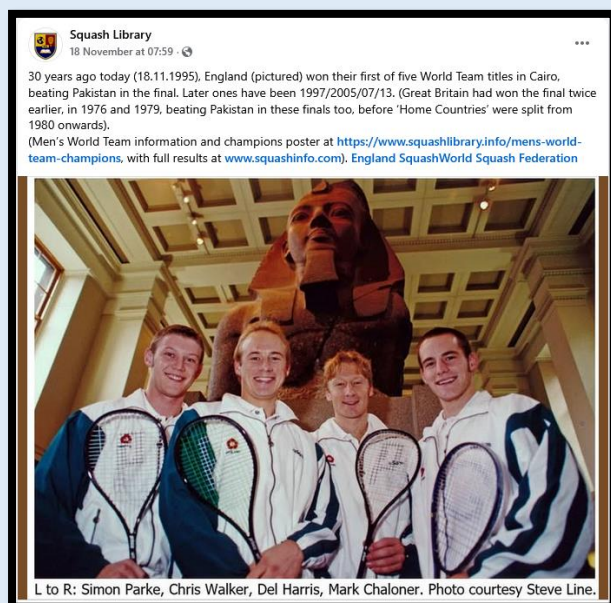 Squash Library
18 November at 07:59 ·
30 years ago today (18.11.1995), England (pictured) won their first of five World Team titles in Cairo,
beating Pakistan in the final. Later ones have been 1997/2005/07/13. (Great Britain had won the final twice
earlier, in 1976 and 1979, beating Pakistan in these finals too, before ‘Home Countries’ were split from
1980 onwards).
(Men’s World Team information and champions poster at https://www.squashlibrary.info/mens-world-
team-champions, with full results at www.squashinfo.com). England SquashWorld Squash Federation
L to R: Simon Parke, Chris Walker, Del Harris, Mark Chaloner. Photo courtesy Steve Line.